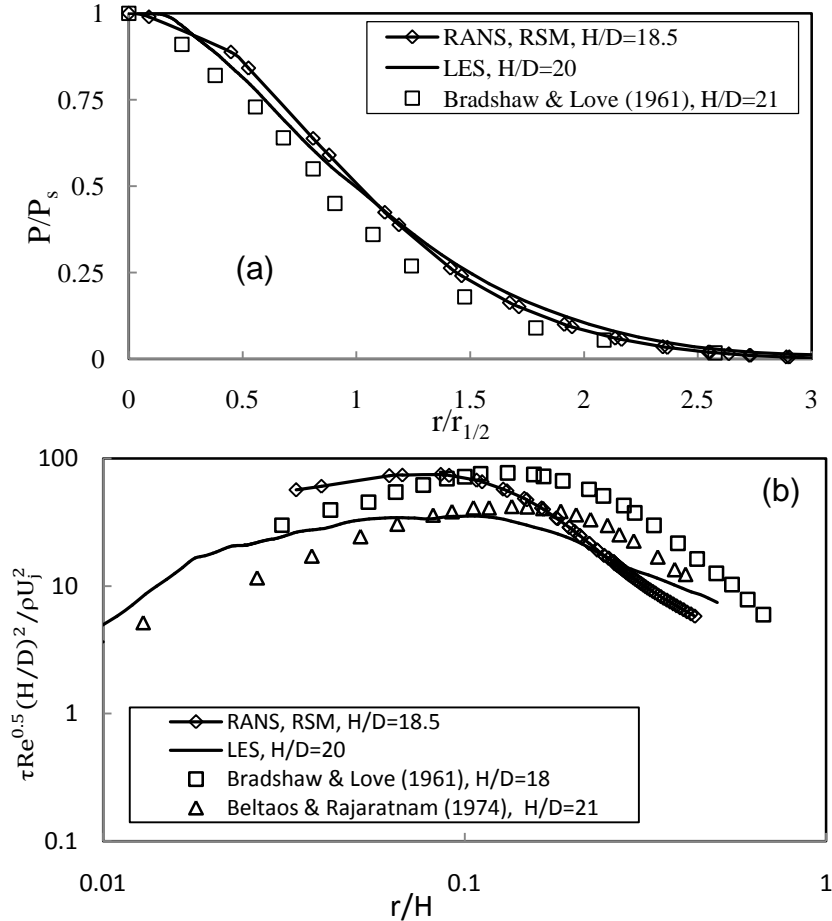 1
0.75
0.5
0.25
0
P/Pₛ
RANS, RSM, H/D=18.5
LES, H/D=20
Bradshaw & Love (1961), H/D=21
(a)
0 0.5 1 1.5 2 2.5 3
r/r₁/₂
100
10
1
0.1
τRe⁰·⁵(H/D)²/ρUⱼ²
(b)
RANS, RSM, H/D=18.5
LES, H/D=20
Bradshaw & Love (1961), H/D=18
Beltaos & Rajaratnam (1974), H/D=21
0.01 0.1 1
r/H